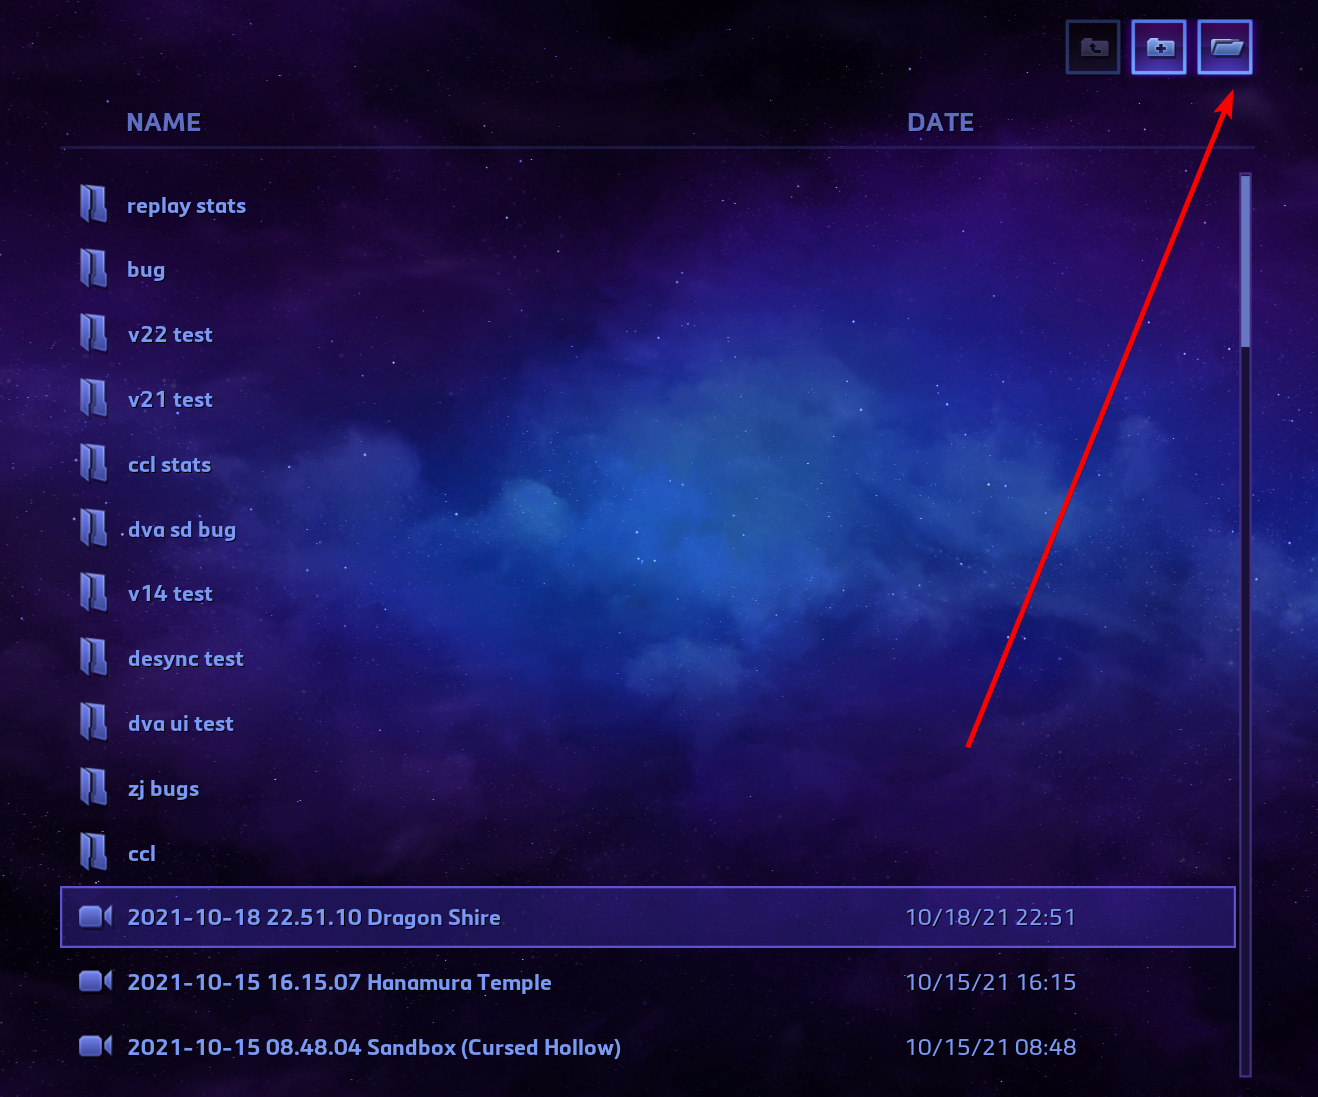 NAME DATE
replay stats
bug
v22 test
v21 test
ccl stats
dva sd bug
v14 test
desync test
dva ui test
zj bugs
ccl
2021-10-18 22.51.10 Dragon Shire 10/18/21 22:51
2021-10-15 16.15.07 Hanamura Temple 10/15/21 16:15
2021-10-15 08.48.04 Sandbox (Cursed Hollow) 10/15/21 08:48